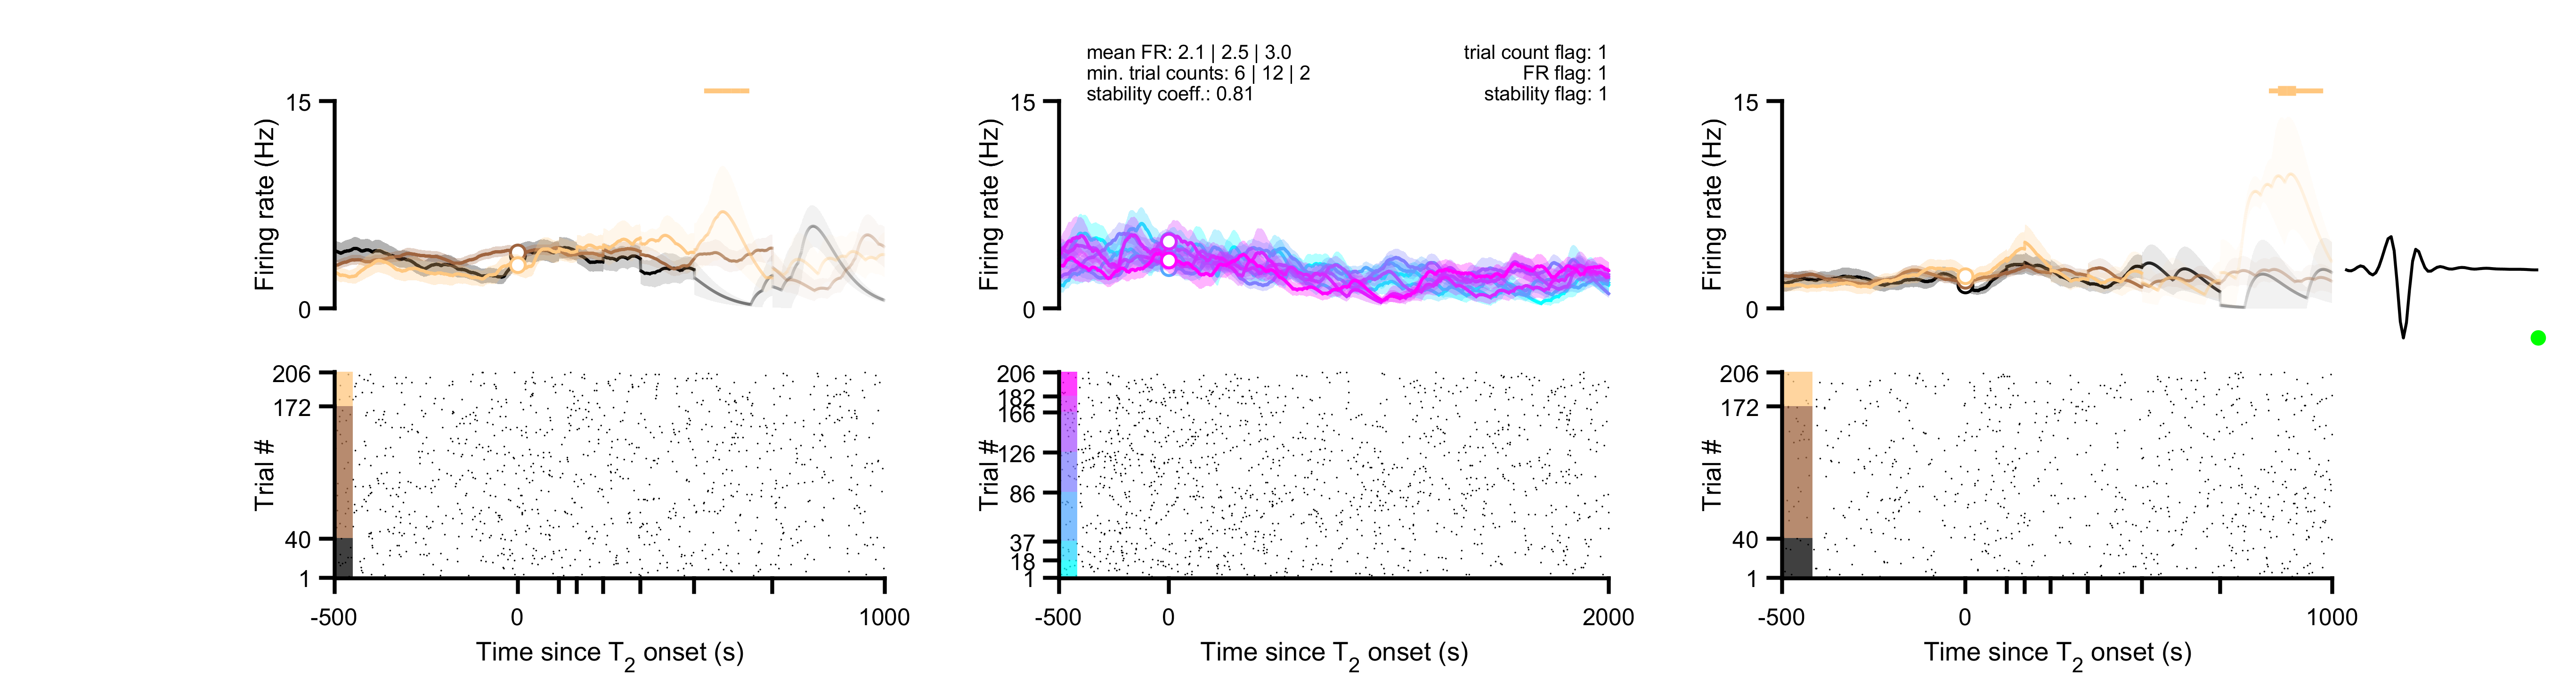 mean FR: 2.1 | 2.5 | 3.0
min. trial counts: 6 | 12 | 2
stability coeff.: 0.81
trial count flag: 1
FR flag: 1
stability flag: 1
15
0
Firing rate (Hz)
206
172
40
1
Trial #
-500
0
1000
Time since T2 onset (s)
15
0
Firing rate (Hz)
206
182
166
126
86
37
18
1
Trial #
-500
0
2000
Time since T2 onset (s)
15
0
Firing rate (Hz)
206
172
40
1
Trial #
-500
0
1000
Time since T2 onset (s)